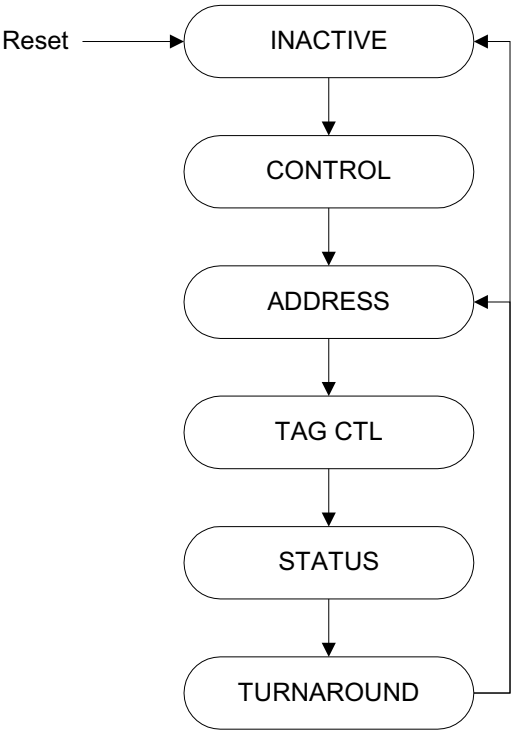 Reset
INACTIVE
CONTROL
ADDRESS
TAG CTL
STATUS
TURNAROUND